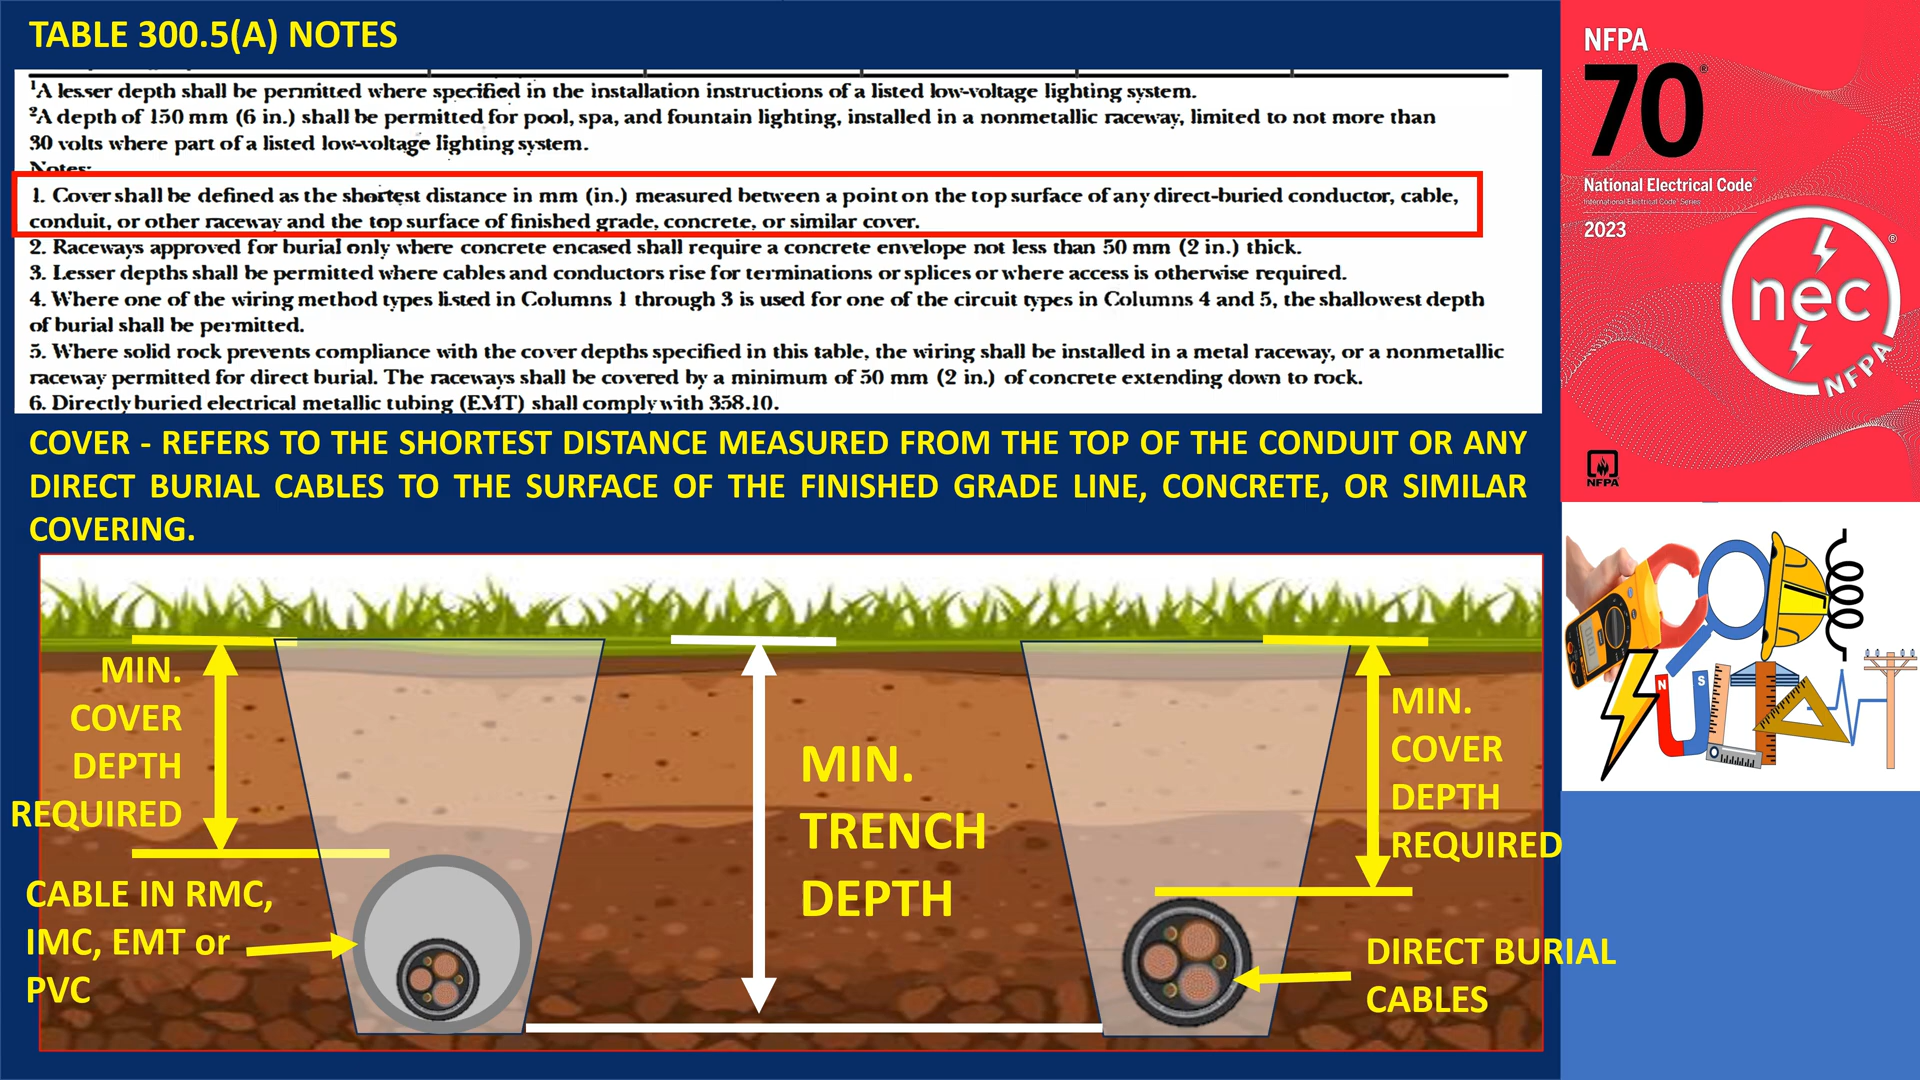 TABLE 300.5(A) NOTES
¹A lesser depth shall be permitted where specified in the installation instructions of a listed low-voltage lighting system.
²A depth of 150 mm (6 in.) shall be permitted for pool, spa, and fountain lighting, installed in a nonmetallic raceway, limited to not more than
30 volts where part of a listed low-voltage lighting system.
Notes:
1. Cover shall be defined as the shortest distance in mm (in.) measured between a point on the top surface of any direct-buried conductor, cable,
conduit, or other raceway and the top surface of finished grade, concrete, or similar cover.
2. Raceways approved for burial only where concrete encased shall require a concrete envelope not less than 50 mm (2 in.) thick.
3. Lesser depths shall be permitted where cables and conductors rise for terminations or splices or where access is otherwise required.
4. Where one of the wiring method types listed in Columns 1 through 3 is used for one of the circuit types in Columns 4 and 5, the shallowest depth
of burial shall be permitted.
5. Where solid rock prevents compliance with the cover depths specified in this table, the wiring shall be installed in a metal raceway, or a nonmetallic
raceway permitted for direct burial. The raceways shall be covered by a minimum of 50 mm (2 in.) of concrete extending down to rock.
6. Directly buried electrical metallic tubing (EMT) shall comply with 358.10.
COVER - REFERS TO THE SHORTEST DISTANCE MEASURED FROM THE TOP OF THE CONDUIT OR ANY
DIRECT BURIAL CABLES TO THE SURFACE OF THE FINISHED GRADE LINE, CONCRETE, OR SIMILAR
COVERING.
MIN.
COVER
DEPTH
REQUIRED
CABLE IN RMC,
IMC, EMT or
PVC
MIN.
TRENCH
DEPTH
MIN.
COVER
DEPTH
REQUIRED
DIRECT BURIAL
CABLES
NFPA
70®
National Electrical Code®
International Electrical Code® Series
2023
nec®
NFPA
NFPA
N S